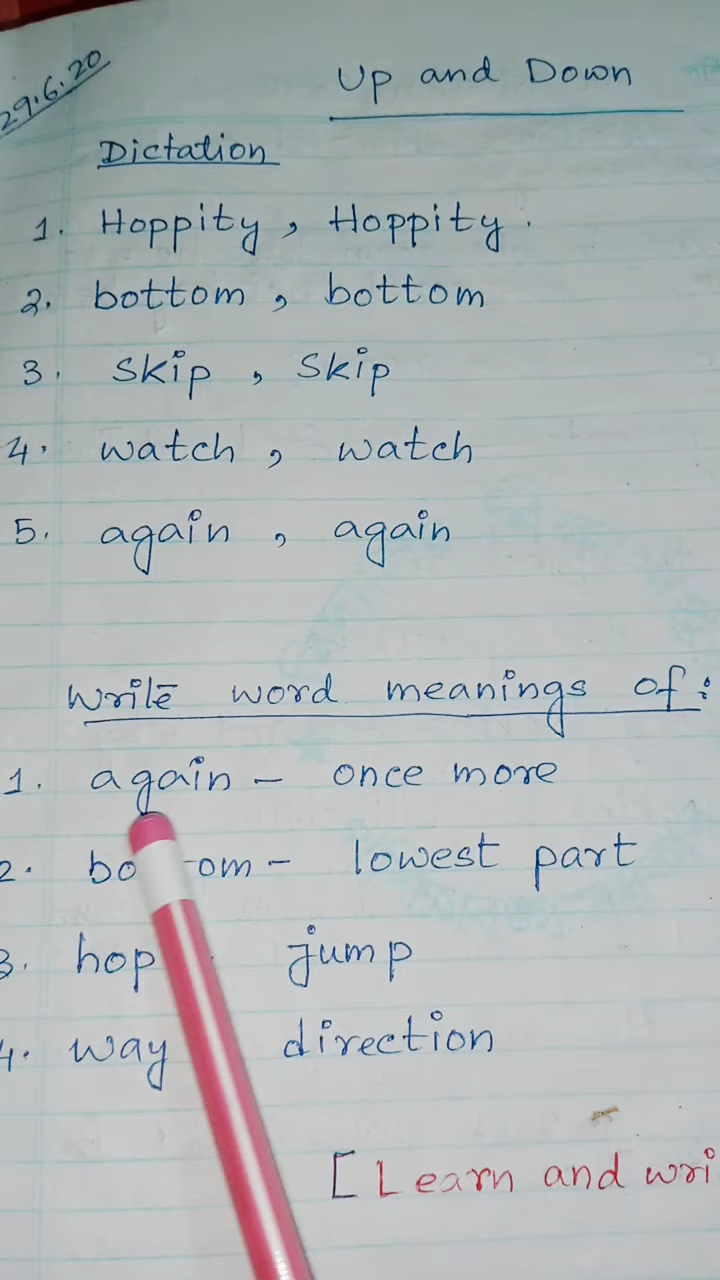 29.6.20
Up and Down
Dictation
1. Hoppity, Hoppity.
2. bottom, bottom
3. Skip, Skip
4. watch, watch
5. again, again
Write word meanings of:
1. again - once more
2. - lowest part
3. hop jump
4. way direction
[Learn and